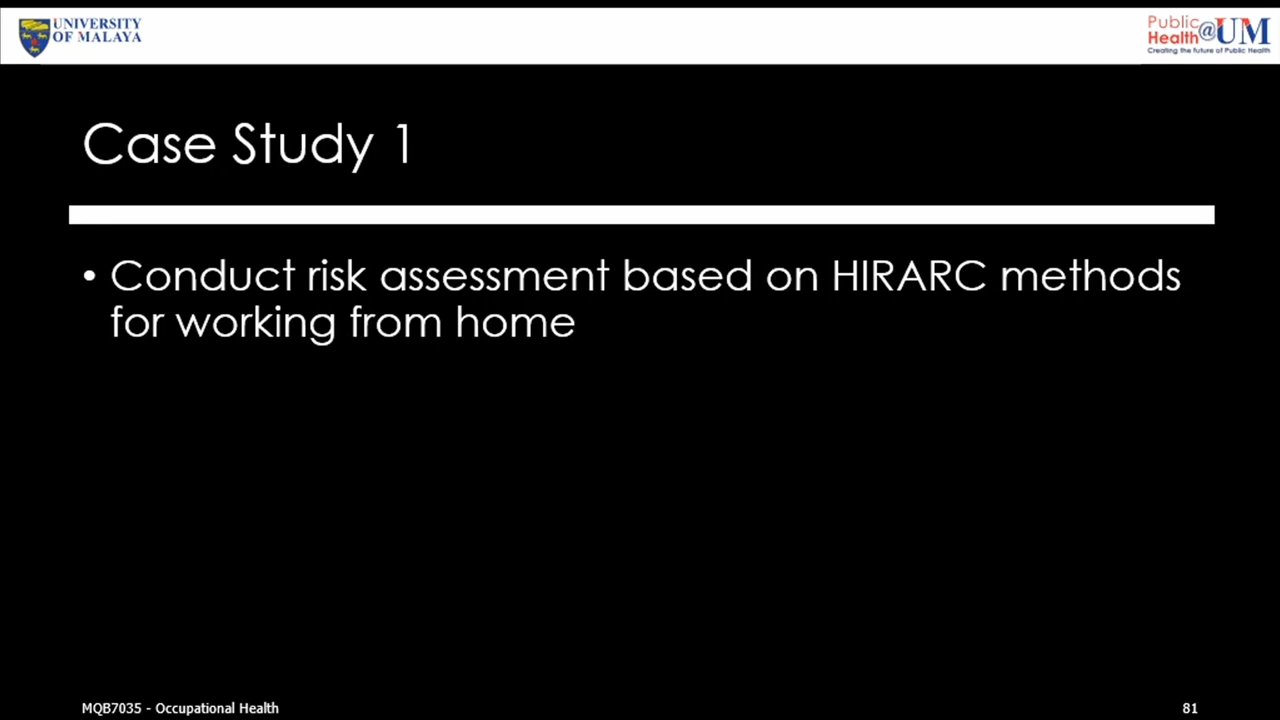 UNIVERSITY
OF MALAYA
Public
Health@UM
Creating the future of Public Health
Case Study 1
• Conduct risk assessment based on HIRARC methods
for working from home
MQB7035 - Occupational Health
81